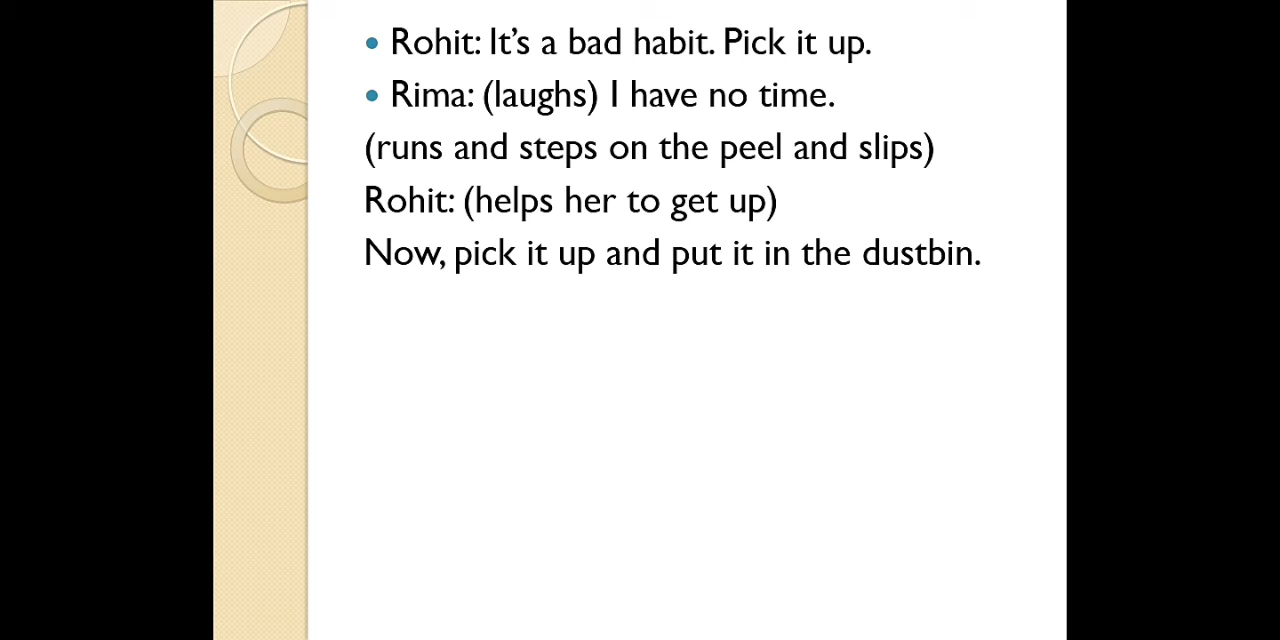 • Rohit: It’s a bad habit. Pick it up.
• Rima: (laughs) I have no time.
(runs and steps on the peel and slips)
Rohit: (helps her to get up)
Now, pick it up and put it in the dustbin.